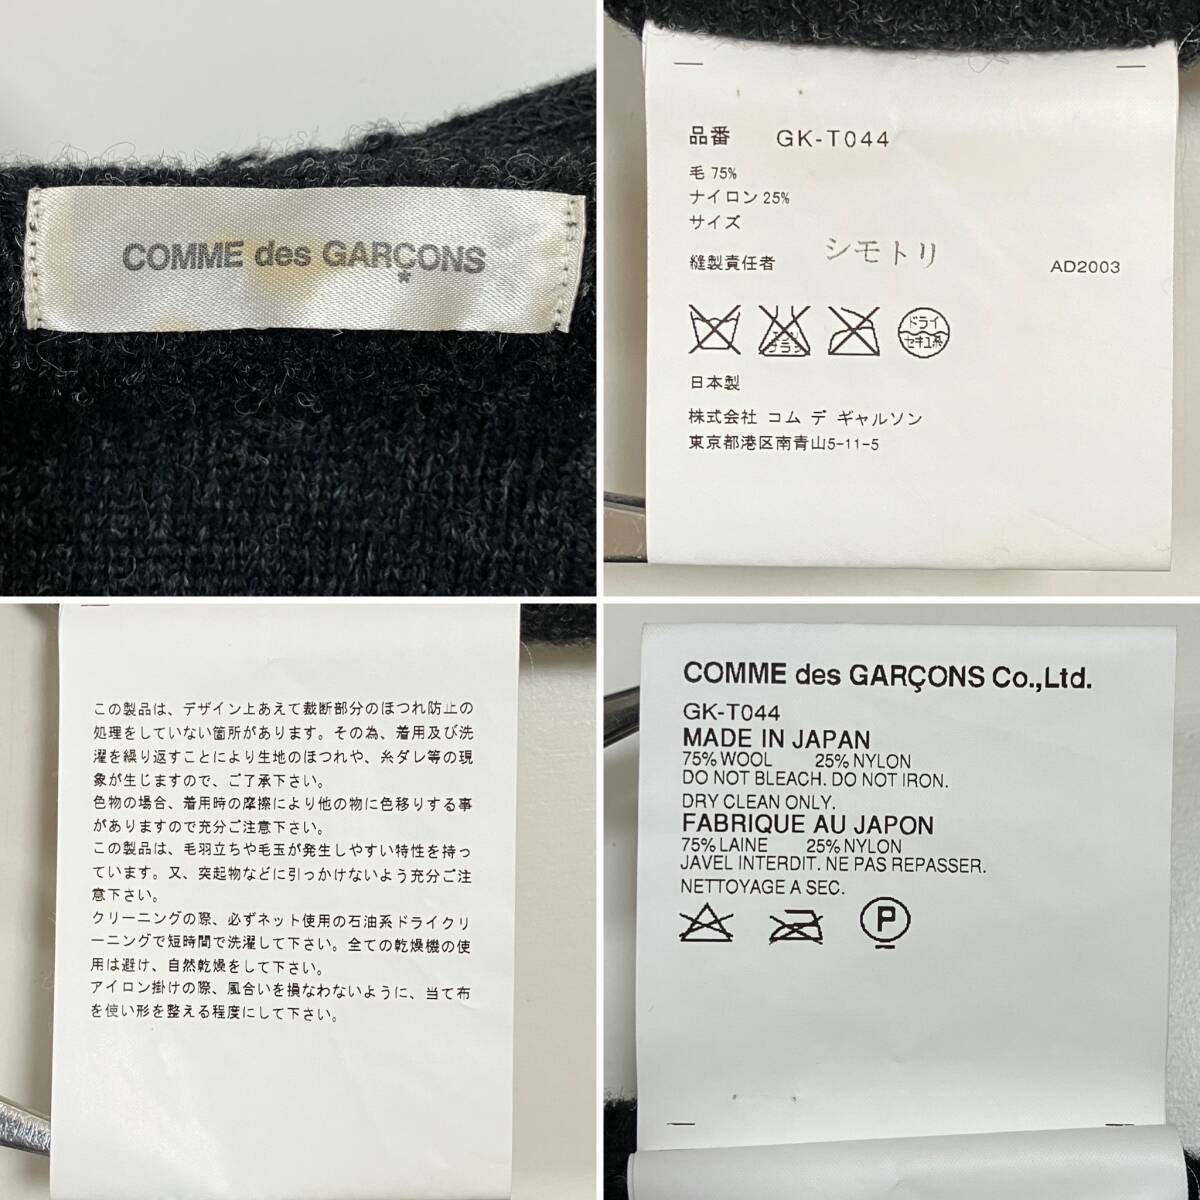 COMME des GARÇONS
*
品番 GK-T044
毛 75%
ナイロン 25%
サイズ
縫製責任者 シモトリ AD2003
エンソ
サラシ
ドライ
セキユ系
日本製
株式会社 コム デ ギャルソン
東京都港区南青山5-11-5
この製品は、デザイン上あえて裁断部分のほつれ防止の
処理をしていない箇所があります。その為、着用及び洗
濯を繰り返すことにより生地のほつれや、糸ダレ等の現
象が生じますので、ご了承下さい。
色物の場合、着用時の摩擦により他の物に色移りする事
がありますので充分ご注意下さい。
この製品は、毛羽立ちや毛玉が発生しやすい特性を持っ
ています。又、突起物などに引っかけないよう充分ご注
意下さい。
クリーニングの際、必ずネット使用の石油系ドライクリ
ーニングで短時間で洗濯して下さい。全ての乾燥機の使
用は避け、自然乾燥をして下さい。
アイロン掛けの際、風合いを損なわないように、当て布
を使い形を整える程度にして下さい。
COMME des GARÇONS Co.,Ltd.
GK-T044
MADE IN JAPAN
75% WOOL 25% NYLON
DO NOT BLEACH. DO NOT IRON.
DRY CLEAN ONLY.
FABRIQUE AU JAPON
75% LAINE 25% NYLON
JAVEL INTERDIT. NE PAS REPASSER.
NETTOYAGE A SEC.
P